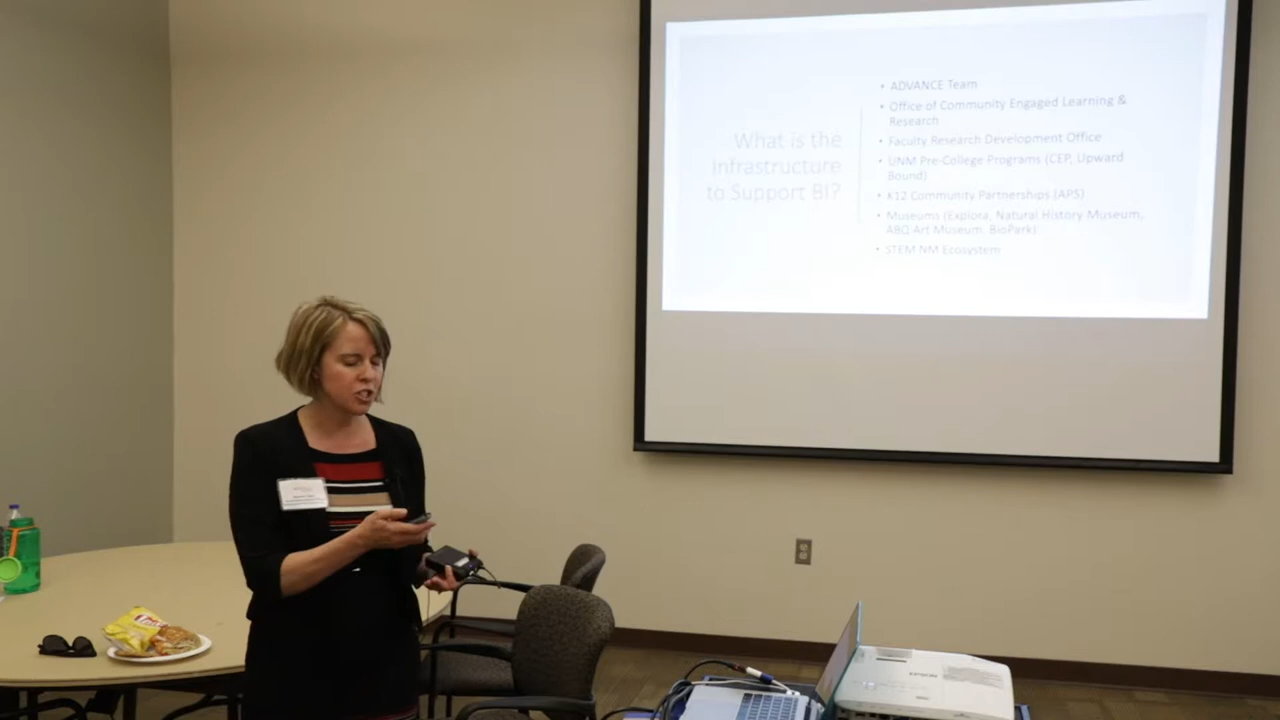 What is the
Infrastructure
to Support BI?
• ADVANCE Team
• Office of Community Engaged Learning &
Research
• Faculty Research Development Office
• UNM Pre-College Programs (CEP, Upward
Bound)
• K12 Community Partnerships (APS)
• Museums (Explora, Natural History Museum,
ABQ Art Museum, BioPark)
• STEM NM Ecosystem
EPSON